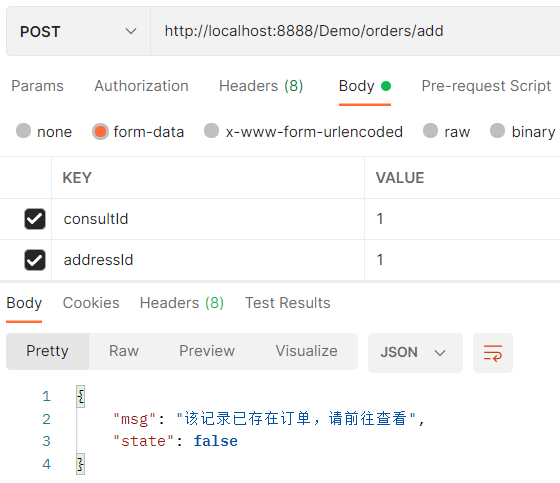 POST http://localhost:8888/Demo/orders/add
Params Authorization Headers (8) Body Pre-request Script
none form-data x-www-form-urlencoded raw binary
KEY VALUE
consultId 1
addressId 1
Body Cookies Headers (8) Test Results
Pretty Raw Preview Visualize JSON
1 {
2 "msg": "该记录已存在订单，请前往查看",
3 "state": false
4 }